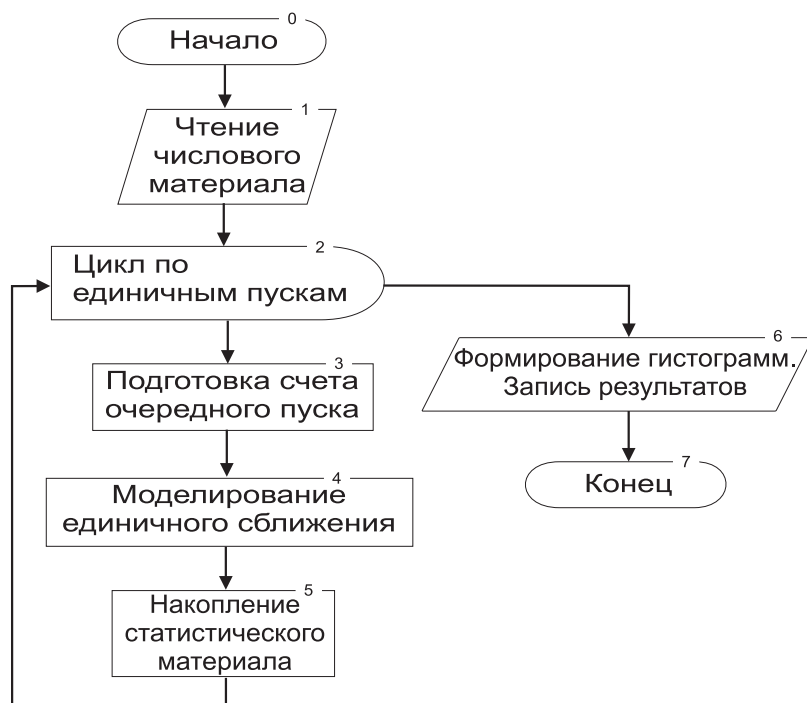 0
Начало
1
Чтение
числового
материала
2
Цикл по
единичным пускам
3
Подготовка счета
очередного пуска
4
Моделирование
единичного сближения
5
Накопление
статистического
материала
6
Формирование гистограмм.
Запись результатов
7
Конец